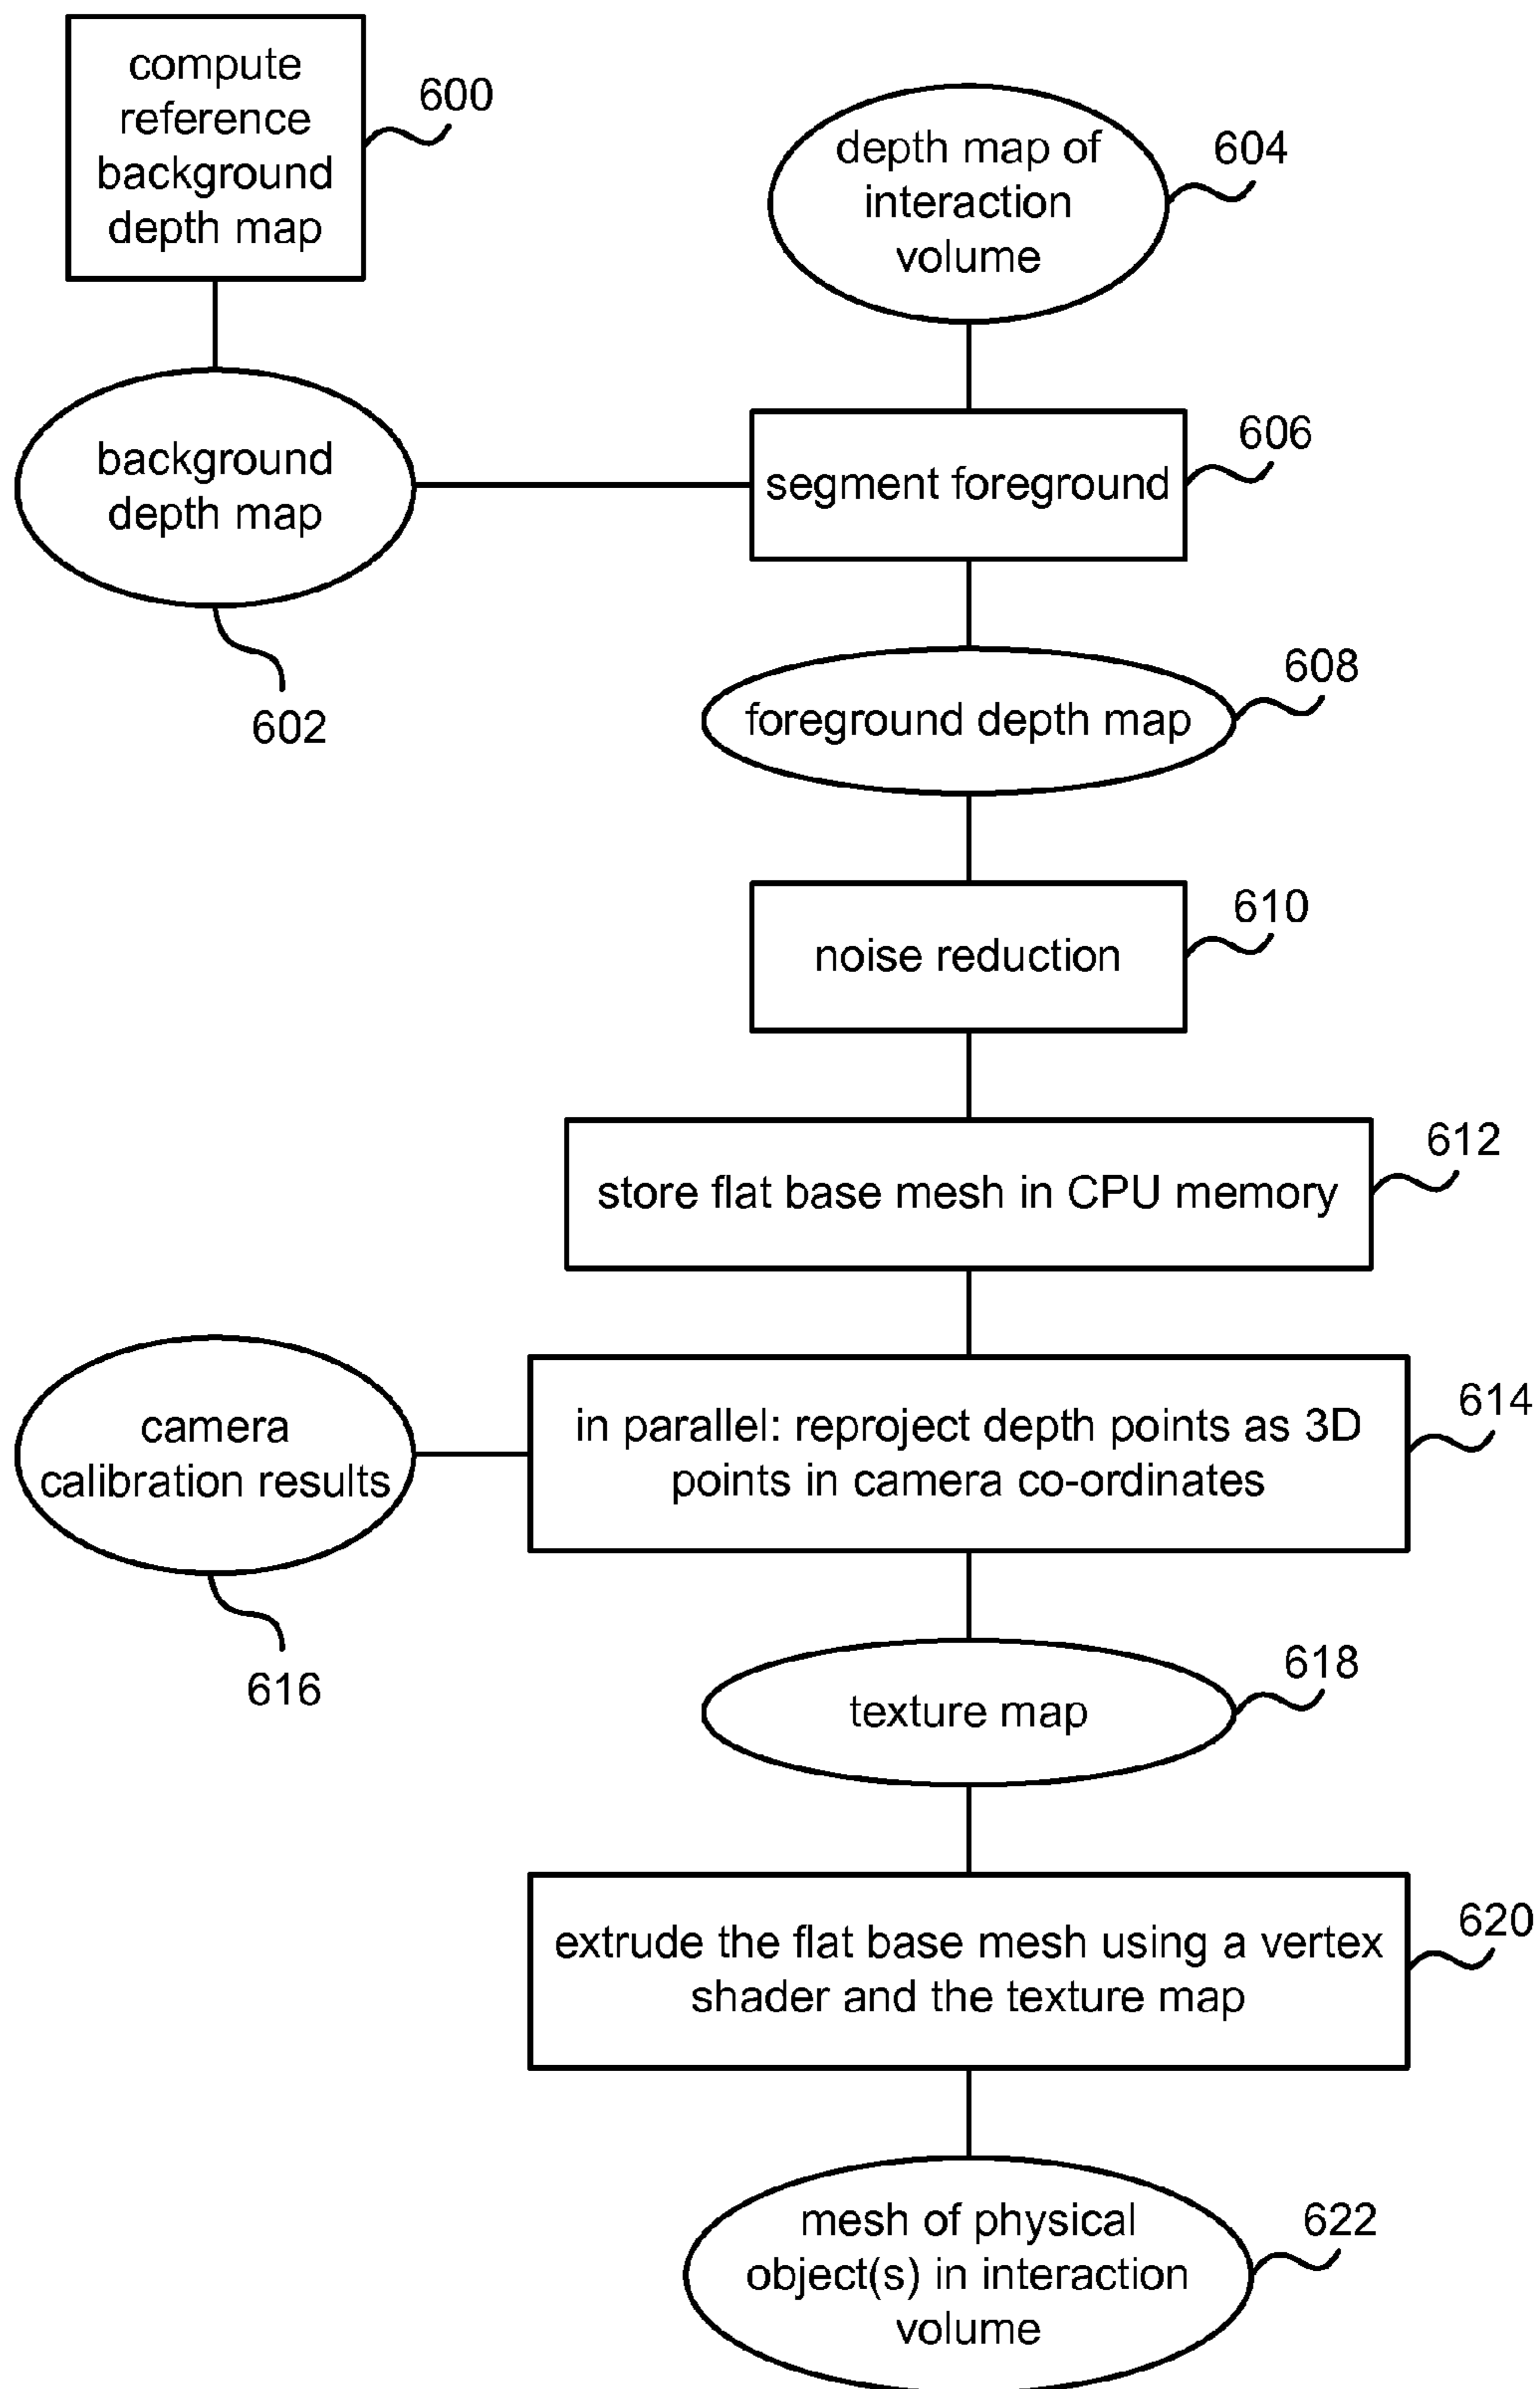 compute
reference
background
depth map
600
depth map of
interaction
volume
604
background
depth map
602
segment foreground
606
foreground depth map
608
noise reduction
610
store flat base mesh in CPU memory
612
camera
calibration results
616
in parallel: reproject depth points as 3D
points in camera co-ordinates
614
texture map
618
extrude the flat base mesh using a vertex
shader and the texture map
620
mesh of physical
object(s) in interaction
volume
622